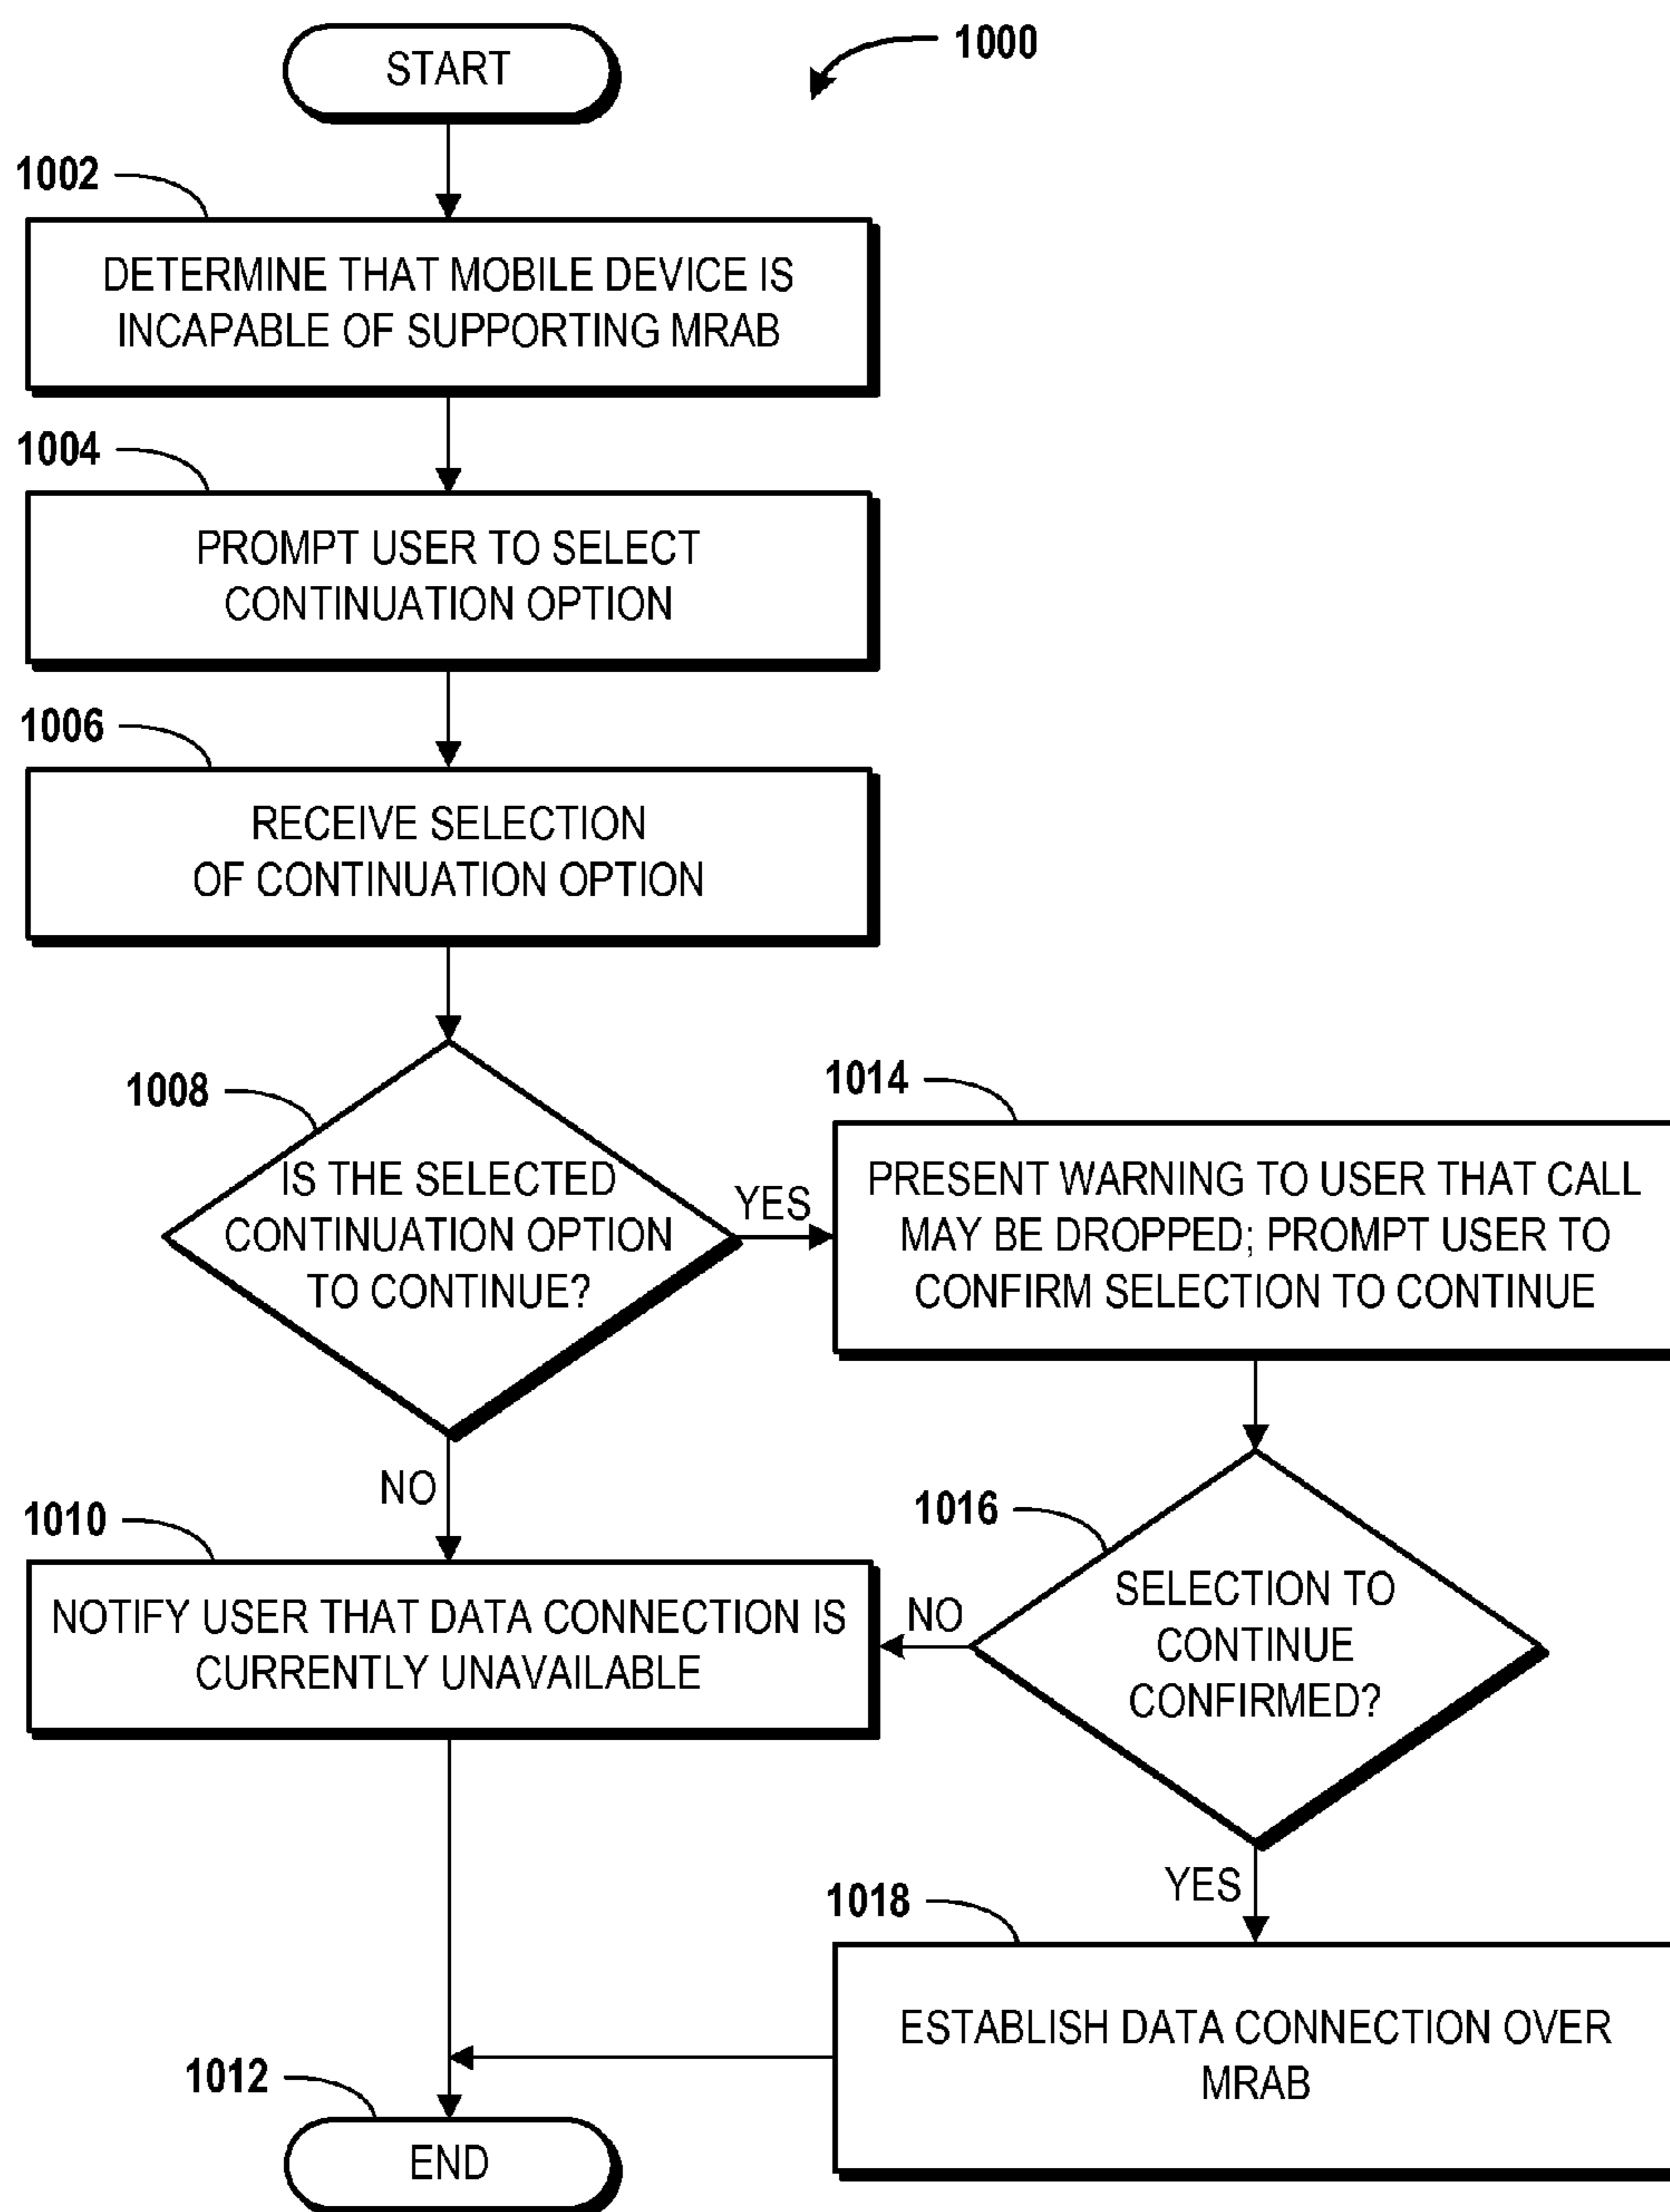 START
1000
1002
DETERMINE THAT MOBILE DEVICE IS
INCAPABLE OF SUPPORTING MRAB
1004
PROMPT USER TO SELECT
CONTINUATION OPTION
1006
RECEIVE SELECTION
OF CONTINUATION OPTION
1008
IS THE SELECTED
CONTINUATION OPTION
TO CONTINUE?
YES
1014
PRESENT WARNING TO USER THAT CALL
MAY BE DROPPED; PROMPT USER TO
CONFIRM SELECTION TO CONTINUE
NO
1010
NOTIFY USER THAT DATA CONNECTION IS
CURRENTLY UNAVAILABLE
1016
SELECTION TO
CONTINUE
CONFIRMED?
NO
YES
1018
ESTABLISH DATA CONNECTION OVER
MRAB
1012
END